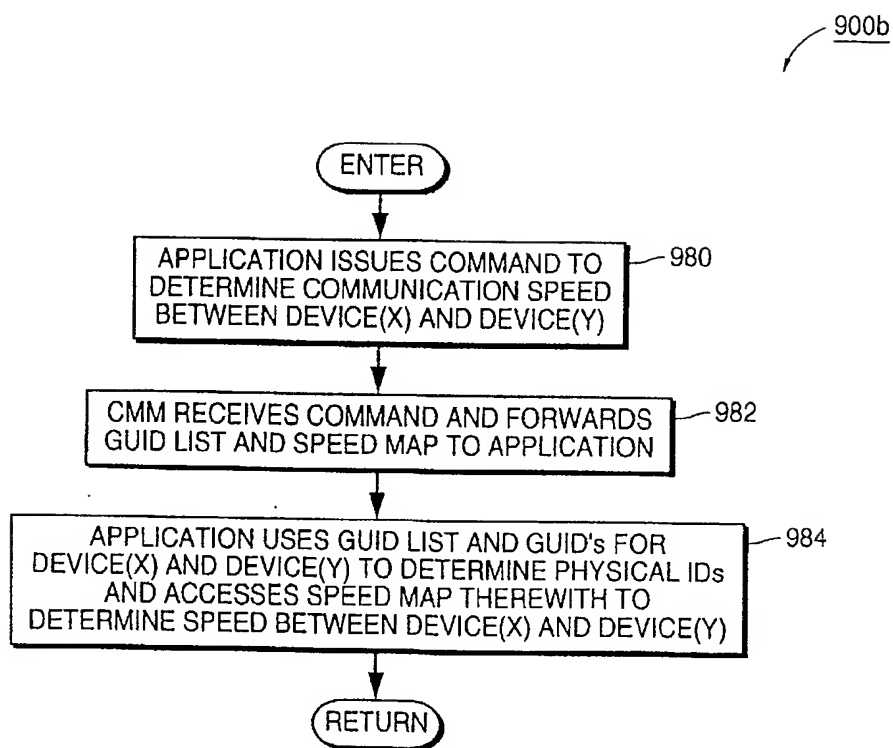 900b
ENTER
APPLICATION ISSUES COMMAND TO
DETERMINE COMMUNICATION SPEED
BETWEEN DEVICE(X) AND DEVICE(Y)
980
CMM RECEIVES COMMAND AND FORWARDS
GUID LIST AND SPEED MAP TO APPLICATION
982
APPLICATION USES GUID LIST AND GUID's FOR
DEVICE(X) AND DEVICE(Y) TO DETERMINE PHYSICAL IDs
AND ACCESSES SPEED MAP THEREWITH TO
DETERMINE SPEED BETWEEN DEVICE(X) AND DEVICE(Y)
984
RETURN